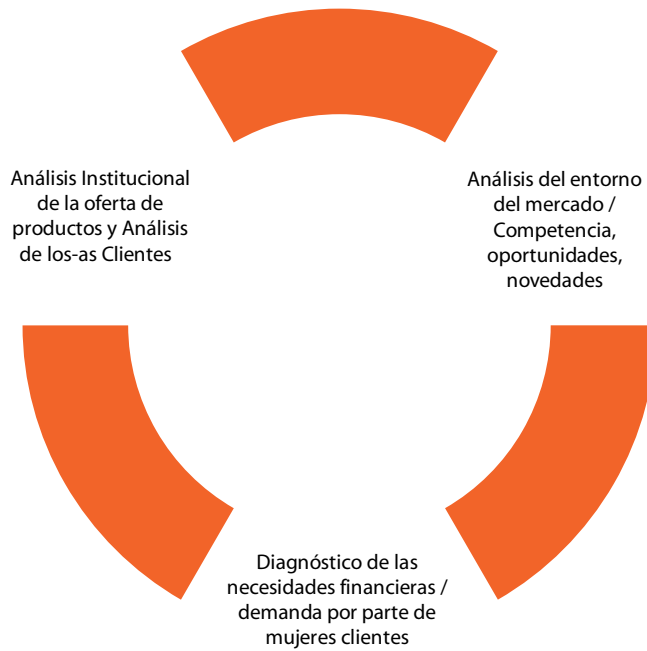 Análisis Institucional
de la oferta de
productos y Análisis
de los-as Clientes
Análisis del entorno
del mercado /
Competencia,
oportunidades,
novedades
Diagnóstico de las
necesidades financieras /
demanda por parte de
mujeres clientes